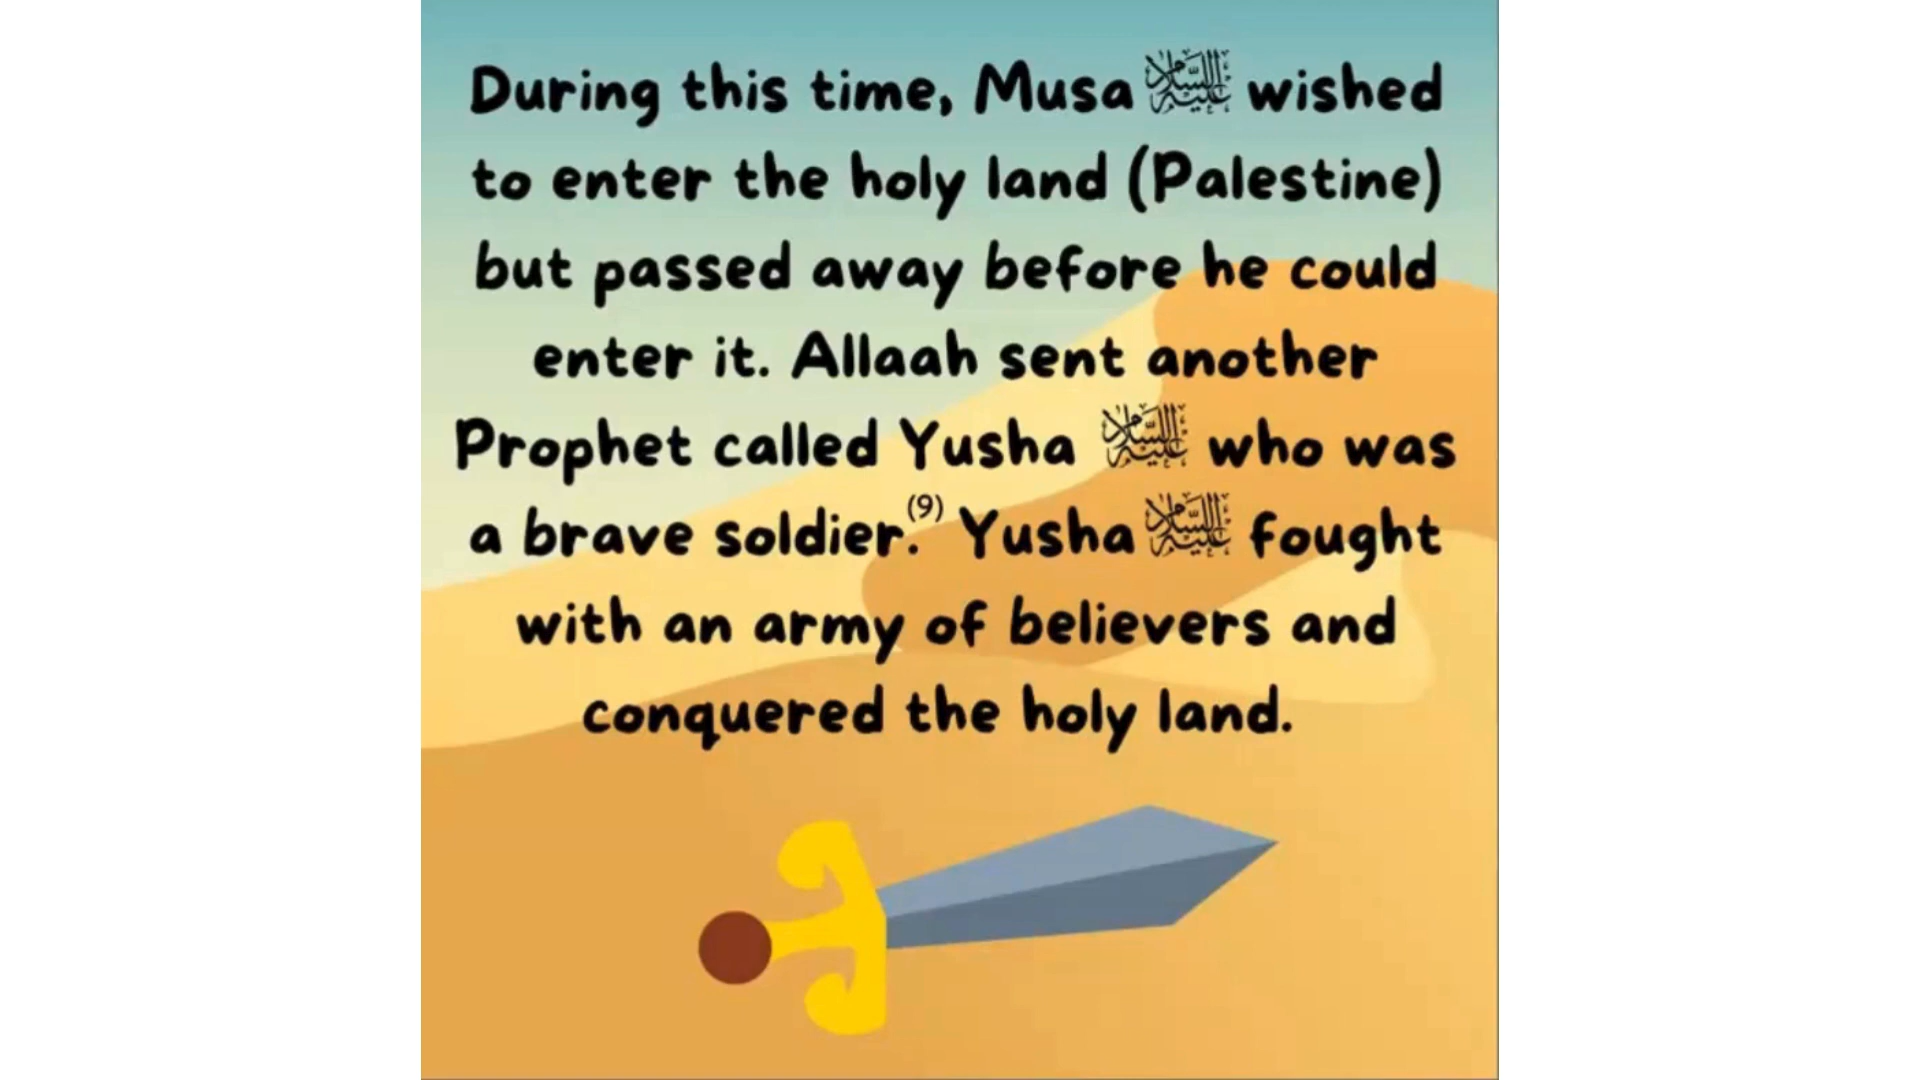 During this time, Musa عليه السلام wished
to enter the holy land (Palestine)
but passed away before he could
enter it. Allaah sent another
Prophet called Yusha عليه السلام who was
a brave soldier.(9) Yusha عليه السلام fought
with an army of believers and
conquered the holy land.